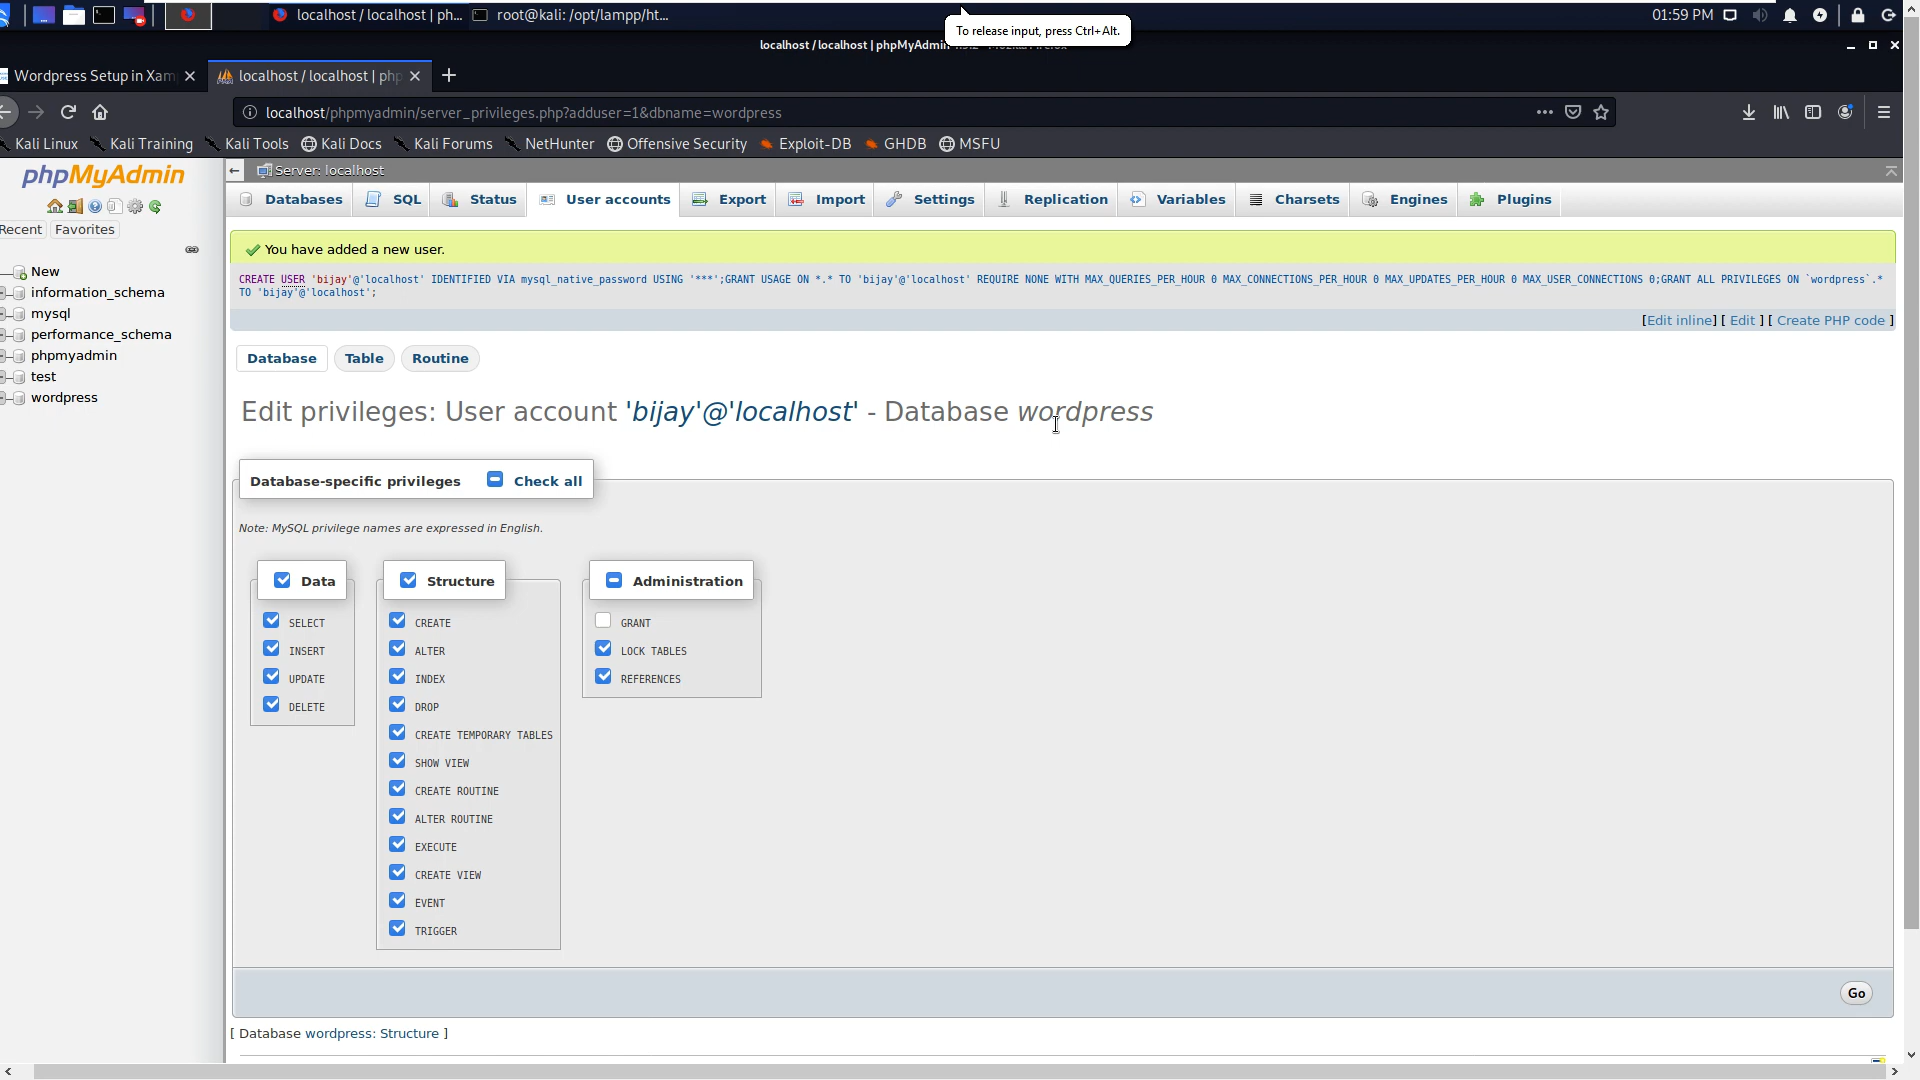 localhost / localhost | ph...
root@kali: /opt/lampp/ht...
01:59 PM
To release input, press Ctrl+Alt.
localhost / localhost | phpMyAdmin
Wordpress Setup in Xam
localhost / localhost | php
localhost/phpmyadmin/server_privileges.php?adduser=1&dbname=wordpress
Kali Linux
Kali Training
Kali Tools
Kali Docs
Kali Forums
NetHunter
Offensive Security
Exploit-DB
GHDB
MSFU
phpMyAdmin
Recent
Favorites
New
information_schema
mysql
performance_schema
phpmyadmin
test
wordpress
Server: localhost
Databases
SQL
Status
User accounts
Export
Import
Settings
Replication
Variables
Charsets
Engines
Plugins
You have added a new user.
CREATE USER 'bijay'@'localhost' IDENTIFIED VIA mysql_native_password USING '***';GRANT USAGE ON *.* TO 'bijay'@'localhost' REQUIRE NONE WITH MAX_QUERIES_PER_HOUR 0 MAX_CONNECTIONS_PER_HOUR 0 MAX_UPDATES_PER_HOUR 0 MAX_USER_CONNECTIONS 0;GRANT ALL PRIVILEGES ON `wordpress`.*
TO 'bijay'@'localhost';
[Edit inline] [ Edit ] [ Create PHP code ]
Database
Table
Routine
Edit privileges: User account 'bijay'@'localhost' - Database wordpress
Database-specific privileges
Check all
Note: MySQL privilege names are expressed in English.
Data
SELECT
INSERT
UPDATE
DELETE
Structure
CREATE
ALTER
INDEX
DROP
CREATE TEMPORARY TABLES
SHOW VIEW
CREATE ROUTINE
ALTER ROUTINE
EXECUTE
CREATE VIEW
EVENT
TRIGGER
Administration
GRANT
LOCK TABLES
REFERENCES
Go
[ Database wordpress: Structure ]